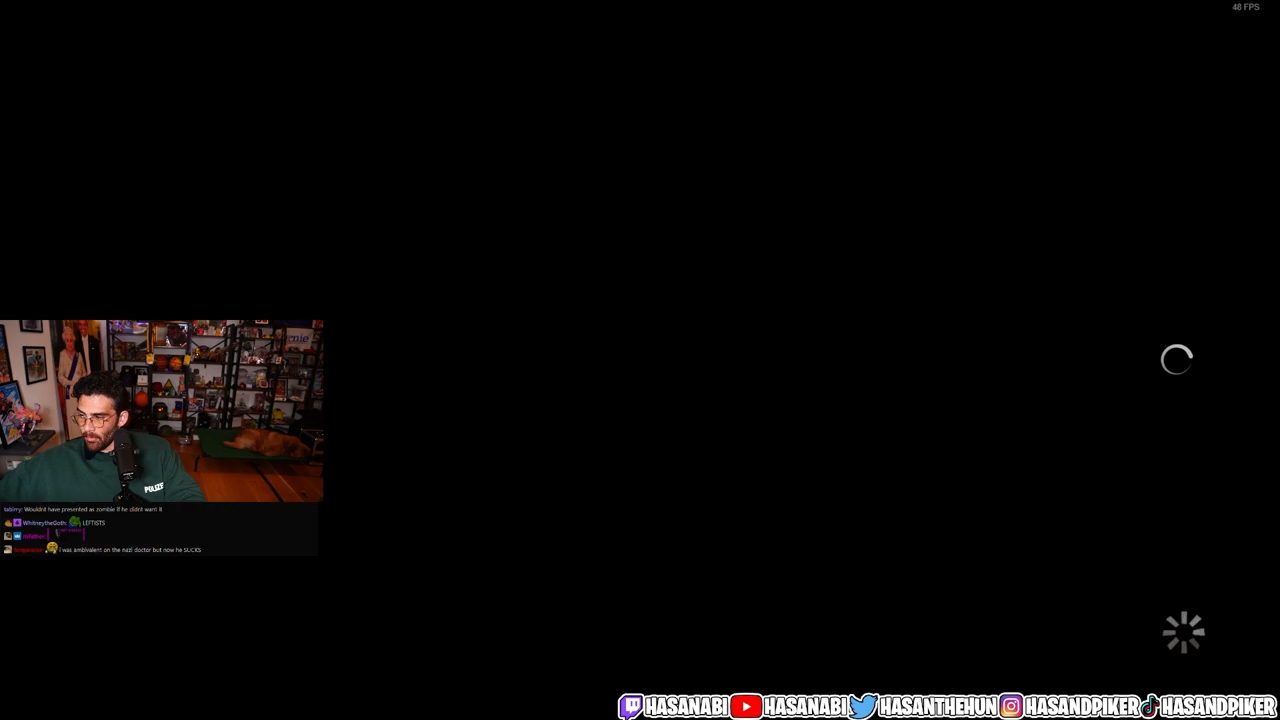 48 FPS
POLIZEI
tabirry: Wouldnt have presented as zombie if he didnt want it
WhitneytheGoth: LEFTISTS
I was ambivalent on the nazi doctor but now he SUCKS
HASANABI HASANABI HASANTHEHUN HASANDPIKER HASANDPIKER